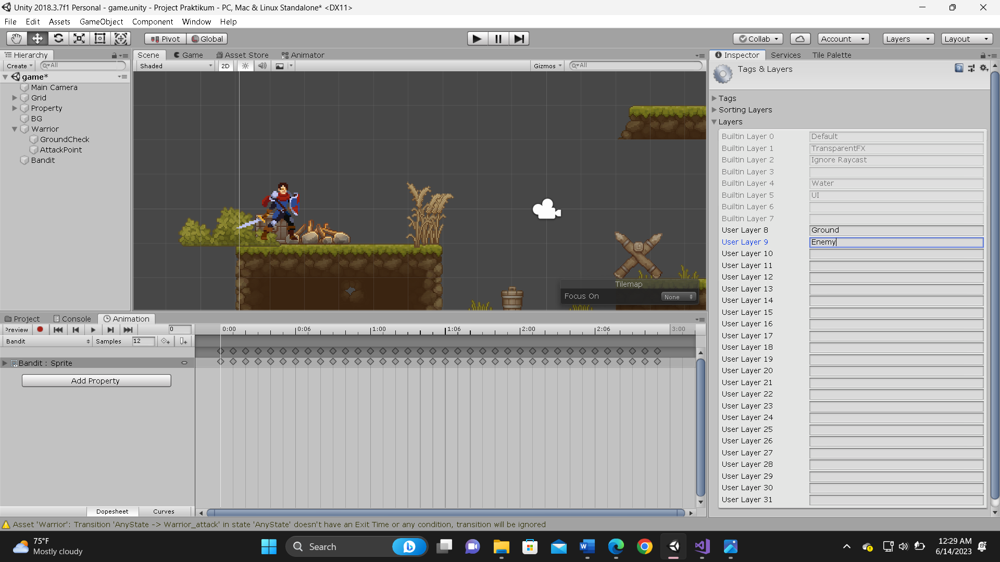 Unity 2018.3.7f1 Personal - game.unity - Project Praktikum - PC, Mac & Linux Standalone* <DX11>
File Edit Assets GameObject Component Window Help
Pivot Global Collab Account Layers Layout
Hierarchy
Create All
game*
Main Camera
Grid
Property
BG
Warrior
GroundCheck
AttackPoint
Bandit
Scene Game Asset Store Animator
Shaded 2D Gizmos All
Tilemap
Focus On None
Inspector Services Tile Palette
Tags & Layers
Tags
Sorting Layers
Layers
Builtin Layer 0 Default
Builtin Layer 1 TransparentFX
Builtin Layer 2 Ignore Raycast
Builtin Layer 3
Builtin Layer 4 Water
Builtin Layer 5 UI
Builtin Layer 6
Builtin Layer 7
User Layer 8 Ground
User Layer 9 Enemy
User Layer 10
User Layer 11
User Layer 12
User Layer 13
User Layer 14
User Layer 15
User Layer 16
User Layer 17
User Layer 18
User Layer 19
User Layer 20
User Layer 21
User Layer 22
User Layer 23
User Layer 24
User Layer 25
User Layer 26
User Layer 27
User Layer 28
User Layer 29
User Layer 30
User Layer 31
Project Console Animation
Preview 0 0:00 0:06 1:00 1:06 2:00 2:06 3:00
Bandit Samples 12
Bandit : Sprite
Add Property
Dopesheet Curves
Asset 'Warrior': Transition 'AnyState -> Warrior_attack' in state 'AnyState' doesn't have an Exit Time or any condition, transition will be ignored
75°F
Mostly cloudy
Search
12:29 AM
6/14/2023